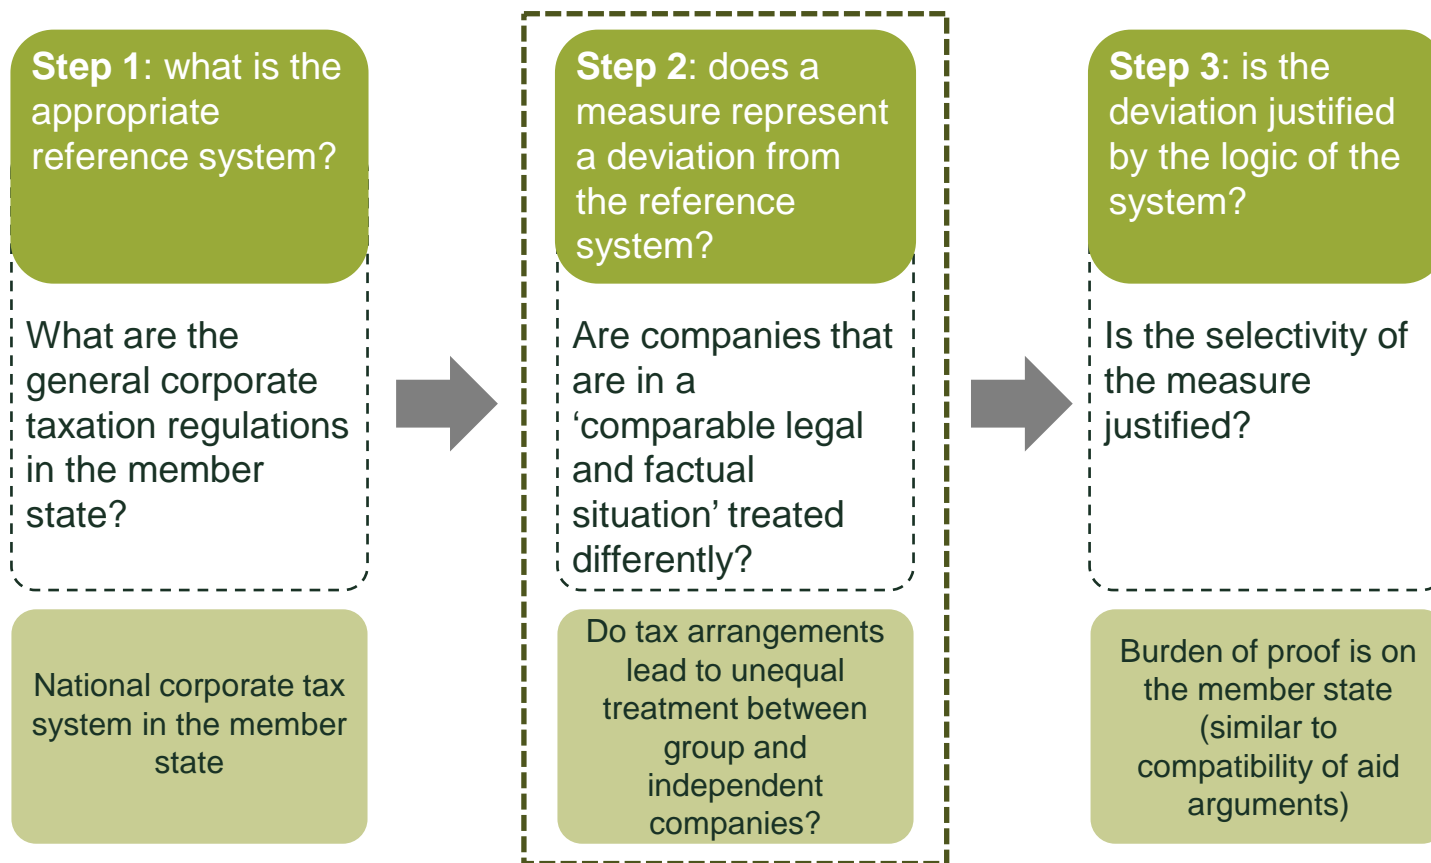 Step 1: what is the
appropriate
reference system?
What are the
general corporate
taxation regulations
in the member
state?
National corporate tax
system in the member
state
Step 2: does a
measure represent
a deviation from
the reference
system?
Are companies that
are in a
‘comparable legal
and factual
situation’ treated
differently?
Do tax arrangements
lead to unequal
treatment between
group and
independent
companies?
Step 3: is the
deviation justified
by the logic of the
system?
Is the selectivity of
the measure
justified?
Burden of proof is on
the member state
(similar to
compatibility of aid
arguments)